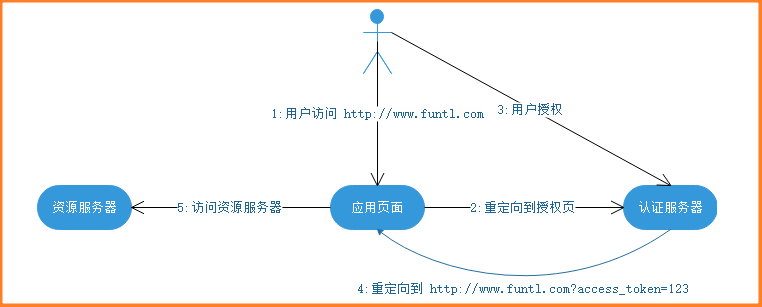 1:用户访问 http://www.funtl.com
3:用户授权
资源服务器
5:访问资源服务器
应用页面
2:重定向到授权页
认证服务器
4:重定向到 http://www.funtl.com?access_token=123